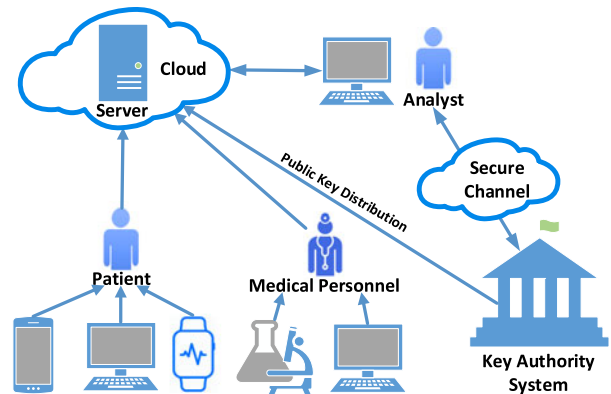 Cloud
Server
Analyst
Public Key Distribution
Secure
Channel
Patient
Medical Personnel
Key Authority
System